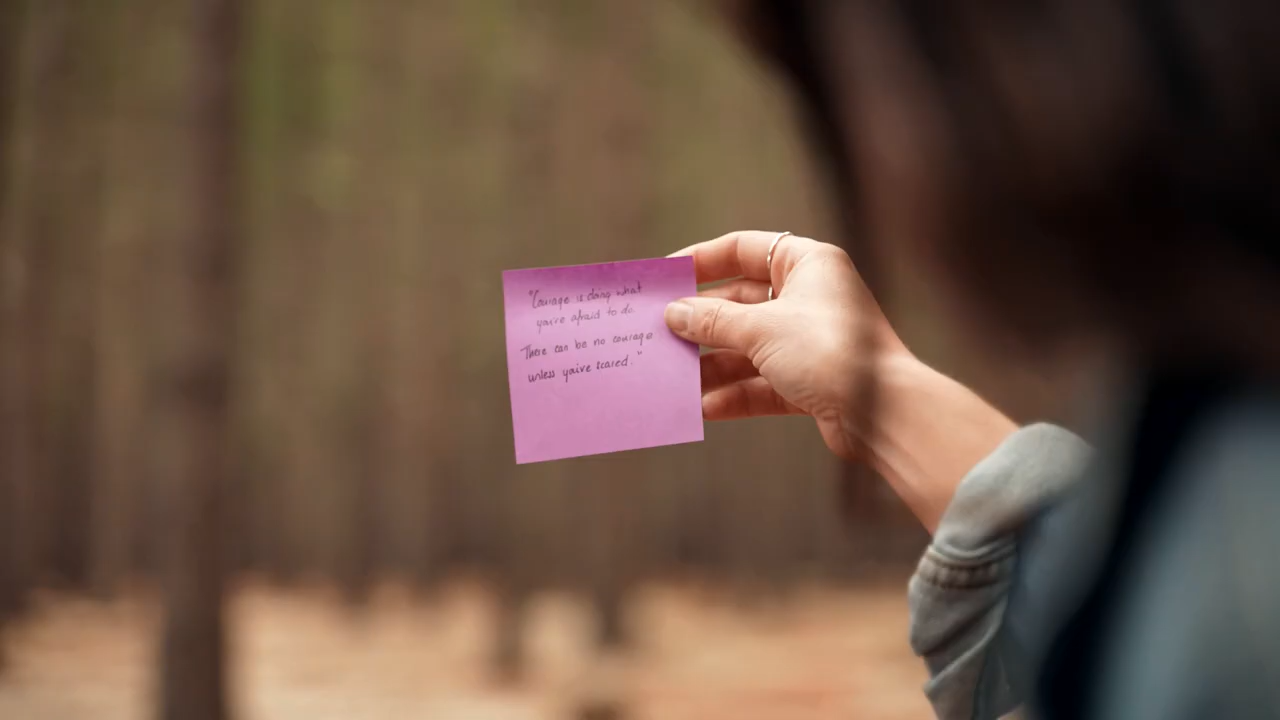 "Courage is doing what
you're afraid to do.
There can be no courage
unless you're scared."